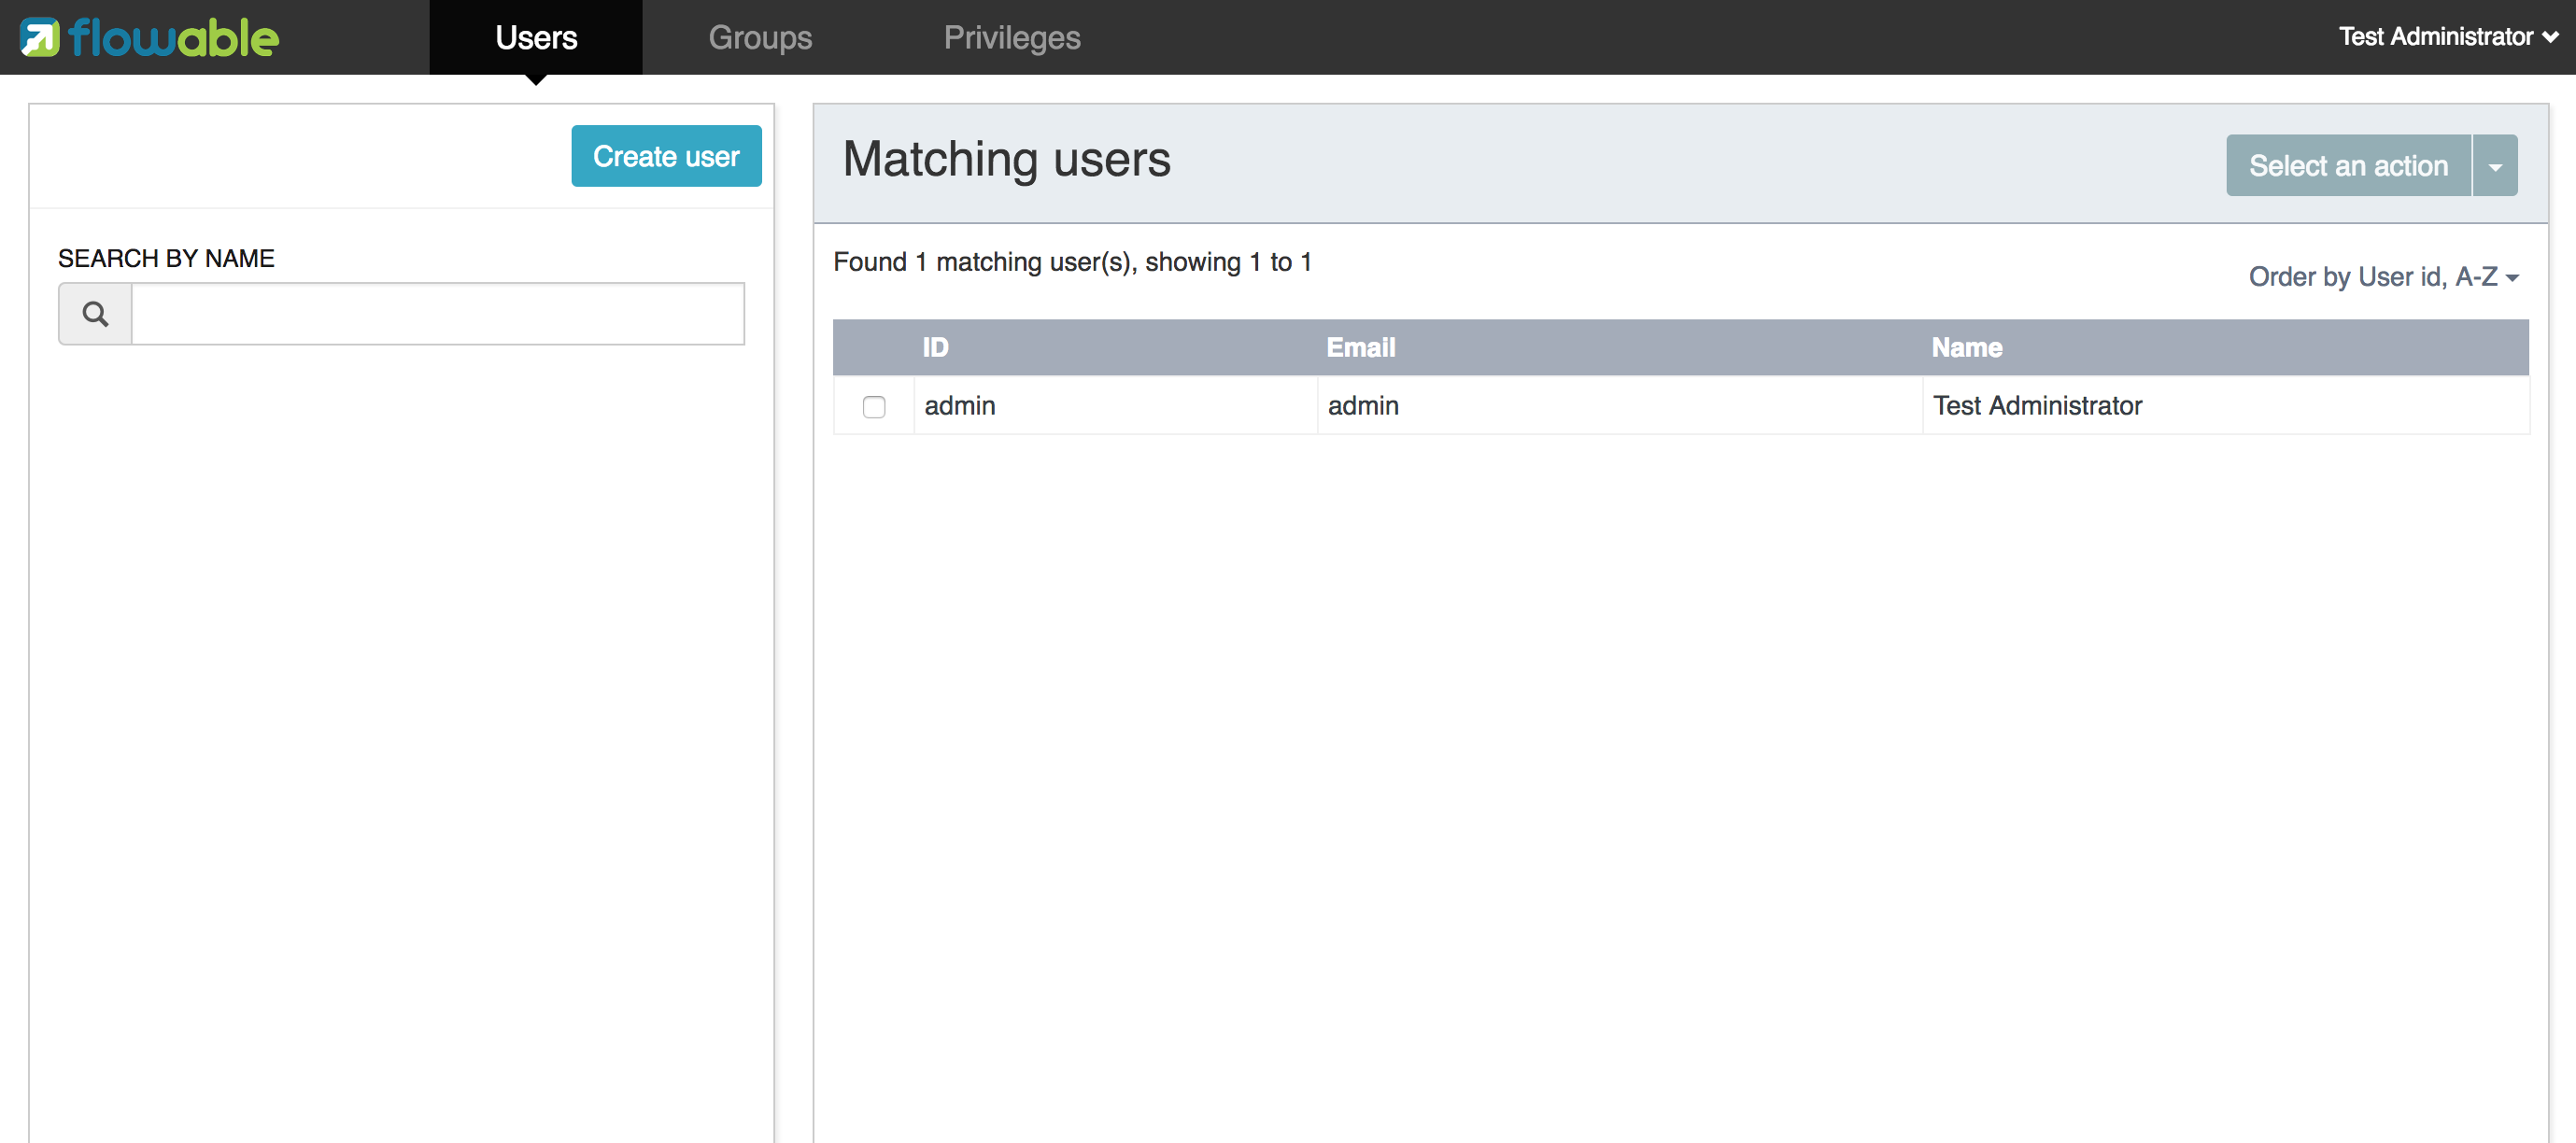 flowable Users Groups Privileges Test Administrator
Create user
SEARCH BY NAME
Matching users
Select an action
Found 1 matching user(s), showing 1 to 1
Order by User id, A-Z
ID Email Name
admin admin Test Administrator